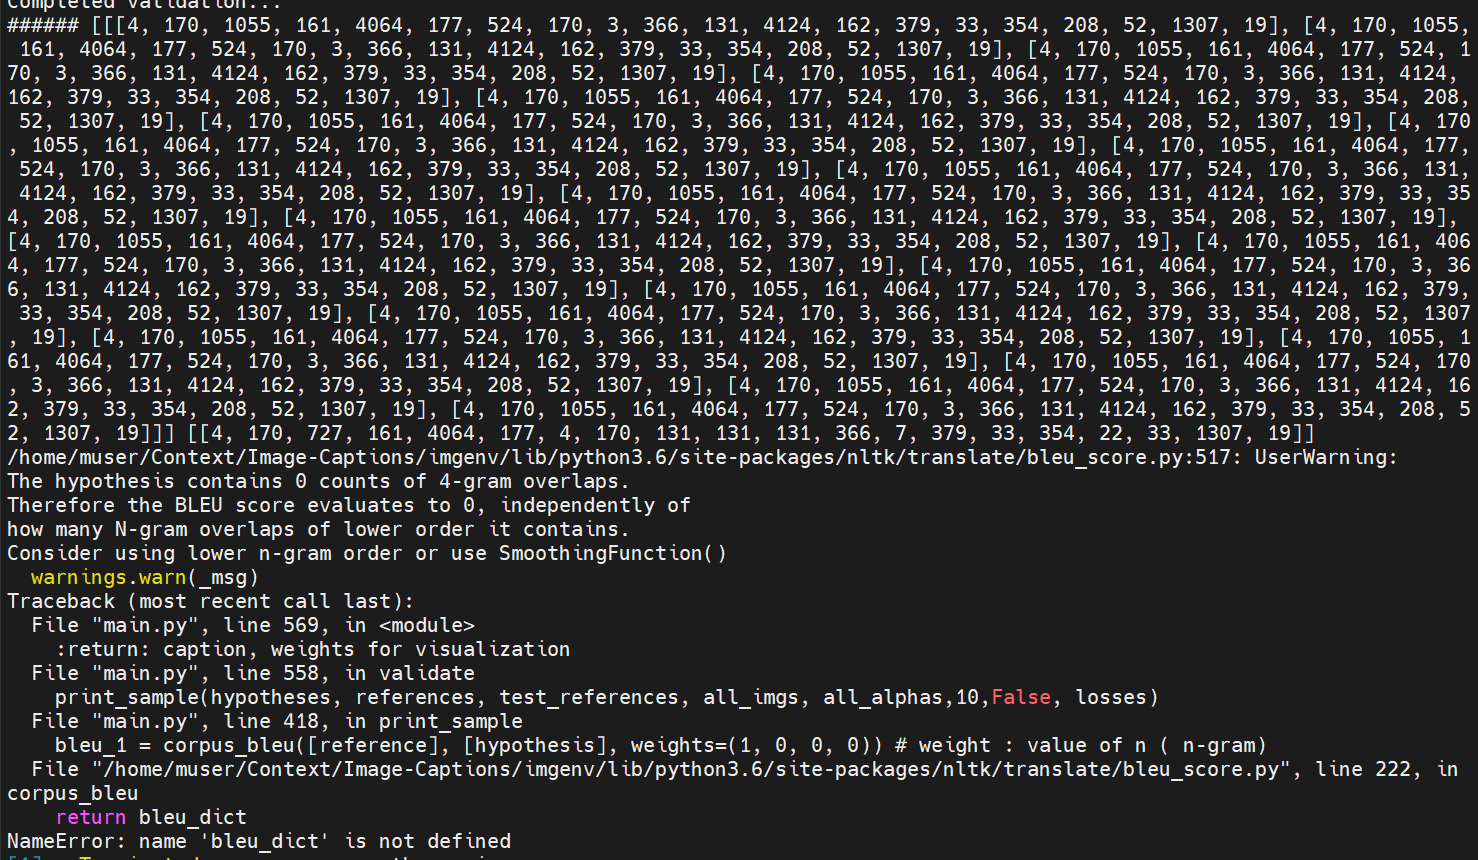 Completed validation...
###### [[[4, 170, 1055, 161, 4064, 177, 524, 170, 3, 366, 131, 4124, 162, 379, 33, 354, 208, 52, 1307, 19], [4, 170, 1055,
 161, 4064, 177, 524, 170, 3, 366, 131, 4124, 162, 379, 33, 354, 208, 52, 1307, 19], [4, 170, 1055, 161, 4064, 177, 524, 1
70, 3, 366, 131, 4124, 162, 379, 33, 354, 208, 52, 1307, 19], [4, 170, 1055, 161, 4064, 177, 524, 170, 3, 366, 131, 4124,
162, 379, 33, 354, 208, 52, 1307, 19], [4, 170, 1055, 161, 4064, 177, 524, 170, 3, 366, 131, 4124, 162, 379, 33, 354, 208,
 52, 1307, 19], [4, 170, 1055, 161, 4064, 177, 524, 170, 3, 366, 131, 4124, 162, 379, 33, 354, 208, 52, 1307, 19], [4, 170
, 1055, 161, 4064, 177, 524, 170, 3, 366, 131, 4124, 162, 379, 33, 354, 208, 52, 1307, 19], [4, 170, 1055, 161, 4064, 177,
 524, 170, 3, 366, 131, 4124, 162, 379, 33, 354, 208, 52, 1307, 19], [4, 170, 1055, 161, 4064, 177, 524, 170, 3, 366, 131,
 4124, 162, 379, 33, 354, 208, 52, 1307, 19], [4, 170, 1055, 161, 4064, 177, 524, 170, 3, 366, 131, 4124, 162, 379, 33, 35
4, 208, 52, 1307, 19], [4, 170, 1055, 161, 4064, 177, 524, 170, 3, 366, 131, 4124, 162, 379, 33, 354, 208, 52, 1307, 19],
[4, 170, 1055, 161, 4064, 177, 524, 170, 3, 366, 131, 4124, 162, 379, 33, 354, 208, 52, 1307, 19], [4, 170, 1055, 161, 406
4, 177, 524, 170, 3, 366, 131, 4124, 162, 379, 33, 354, 208, 52, 1307, 19], [4, 170, 1055, 161, 4064, 177, 524, 170, 3, 36
6, 131, 4124, 162, 379, 33, 354, 208, 52, 1307, 19], [4, 170, 1055, 161, 4064, 177, 524, 170, 3, 366, 131, 4124, 162, 379,
 33, 354, 208, 52, 1307, 19], [4, 170, 1055, 161, 4064, 177, 524, 170, 3, 366, 131, 4124, 162, 379, 33, 354, 208, 52, 1307
, 19], [4, 170, 1055, 161, 4064, 177, 524, 170, 3, 366, 131, 4124, 162, 379, 33, 354, 208, 52, 1307, 19], [4, 170, 1055, 1
61, 4064, 177, 524, 170, 3, 366, 131, 4124, 162, 379, 33, 354, 208, 52, 1307, 19], [4, 170, 1055, 161, 4064, 177, 524, 170
, 3, 366, 131, 4124, 162, 379, 33, 354, 208, 52, 1307, 19], [4, 170, 1055, 161, 4064, 177, 524, 170, 3, 366, 131, 4124, 16
2, 379, 33, 354, 208, 52, 1307, 19], [4, 170, 1055, 161, 4064, 177, 524, 170, 3, 366, 131, 4124, 162, 379, 33, 354, 208, 5
2, 1307, 19]]] [[4, 170, 727, 161, 4064, 177, 4, 170, 131, 131, 131, 366, 7, 379, 33, 354, 22, 33, 1307, 19]]
/home/muser/Context/Image-Captions/imgenv/lib/python3.6/site-packages/nltk/translate/bleu_score.py:517: UserWarning:
The hypothesis contains 0 counts of 4-gram overlaps.
Therefore the BLEU score evaluates to 0, independently of
how many N-gram overlaps of lower order it contains.
Consider using lower n-gram order or use SmoothingFunction()
  warnings.warn(_msg)
Traceback (most recent call last):
  File "main.py", line 569, in <module>
    :return: caption, weights for visualization
  File "main.py", line 558, in validate
    print_sample(hypotheses, references, test_references, all_imgs, all_alphas,10,False, losses)
  File "main.py", line 418, in print_sample
    bleu_1 = corpus_bleu([reference], [hypothesis], weights=(1, 0, 0, 0)) # weight : value of n ( n-gram)
  File "/home/muser/Context/Image-Captions/imgenv/lib/python3.6/site-packages/nltk/translate/bleu_score.py", line 222, in
corpus_bleu
    return bleu_dict
NameError: name 'bleu_dict' is not defined